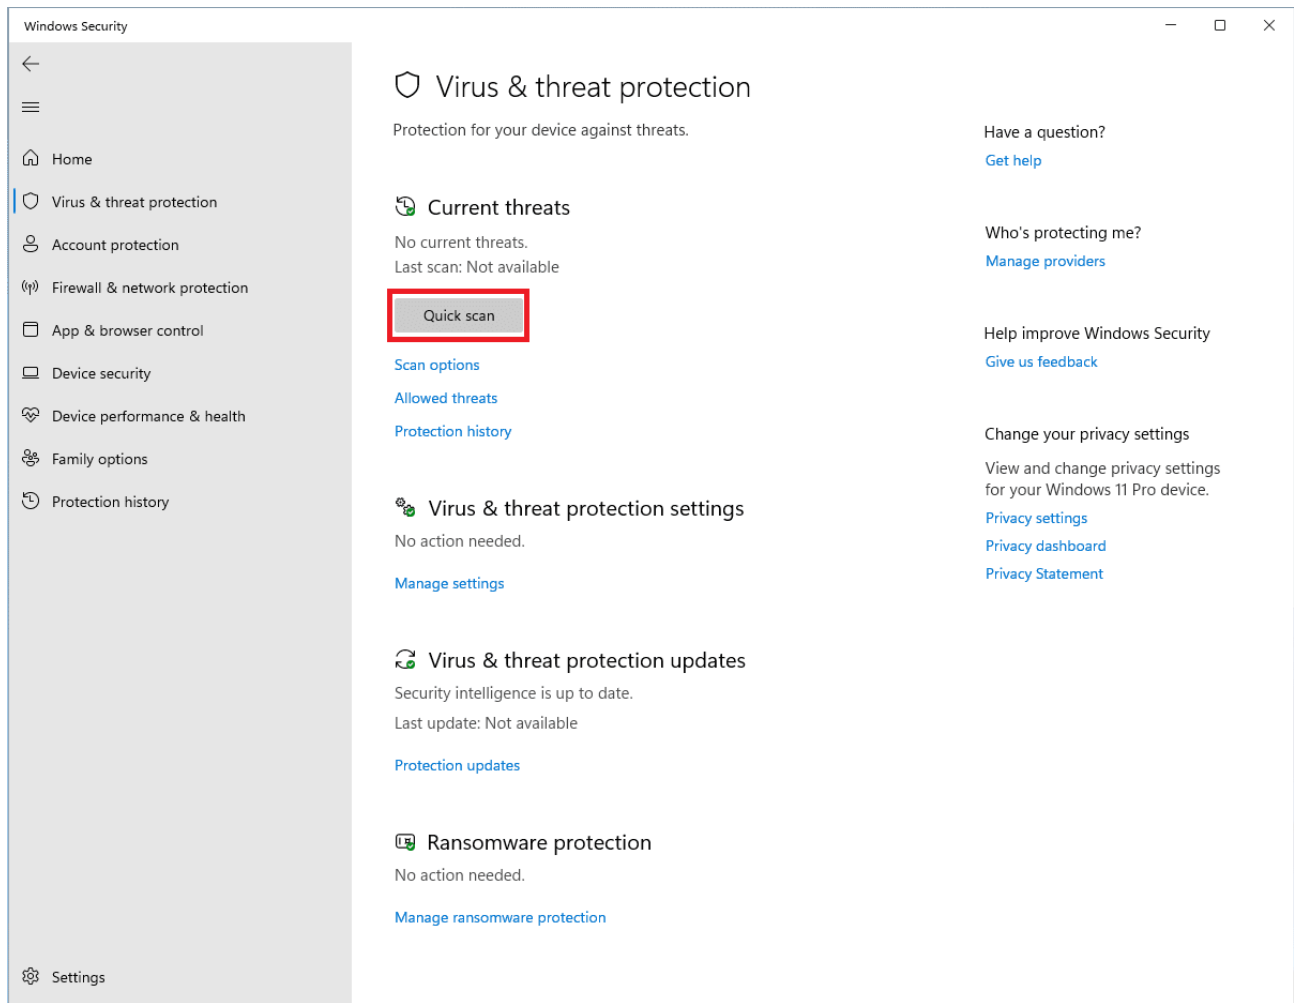 Windows Security
Home
Virus & threat protection
Account protection
Firewall & network protection
App & browser control
Device security
Device performance & health
Family options
Protection history
Settings
Virus & threat protection
Protection for your device against threats.
Current threats
No current threats.
Last scan: Not available
Quick scan
Scan options
Allowed threats
Protection history
Virus & threat protection settings
No action needed.
Manage settings
Virus & threat protection updates
Security intelligence is up to date.
Last update: Not available
Protection updates
Ransomware protection
No action needed.
Manage ransomware protection
Have a question?
Get help
Who's protecting me?
Manage providers
Help improve Windows Security
Give us feedback
Change your privacy settings
View and change privacy settings
for your Windows 11 Pro device.
Privacy settings
Privacy dashboard
Privacy Statement